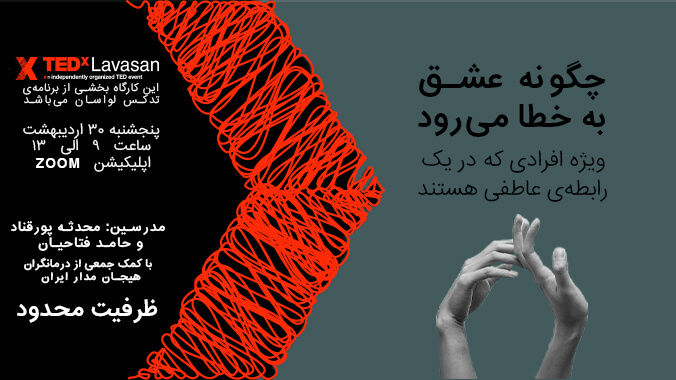 چگونه عشق
به خطا می‌رود
ویژه افرادی که در یک
رابطه‌ی عاطفی هستند
X TEDx Lavasan
x = independently organized TED event
این کارگاه بخشی از برنامه‌ی
تدکس لواسان می‌باشد
پنجشنبه ۳۰ اردیبهشت
ساعت ۹ الی ۱۳
اپلیکیشن ZOOM
مدرسین: محدثه پورقناد
و حامد فتاحیان
با کمک جمعی از درمانگران
هیجان مدار ایران
ظرفیت محدود